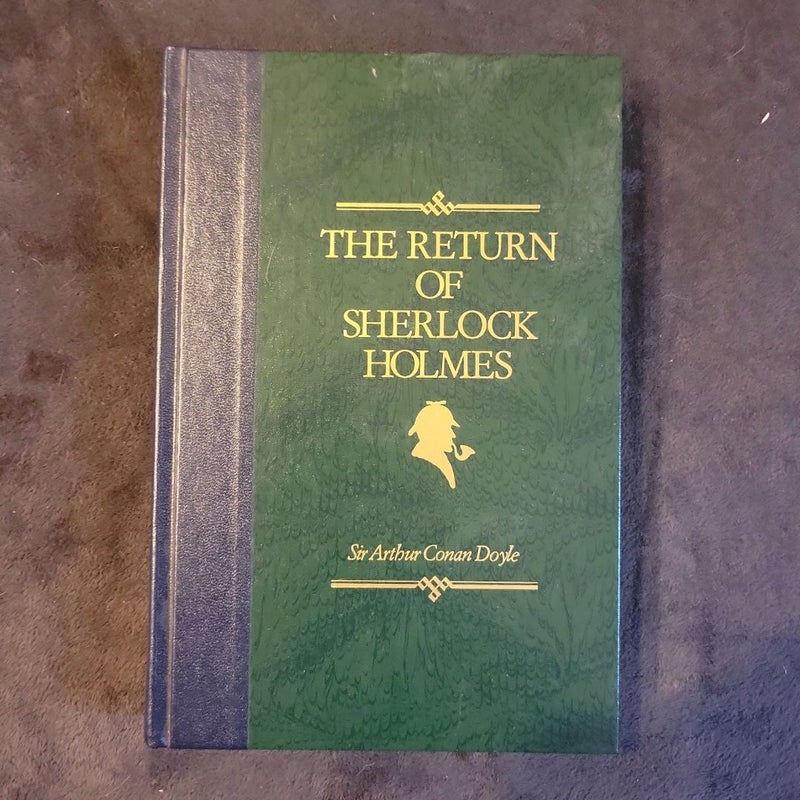 THE RETURN
OF
SHERLOCK
HOLMES
Sir Arthur Conan Doyle